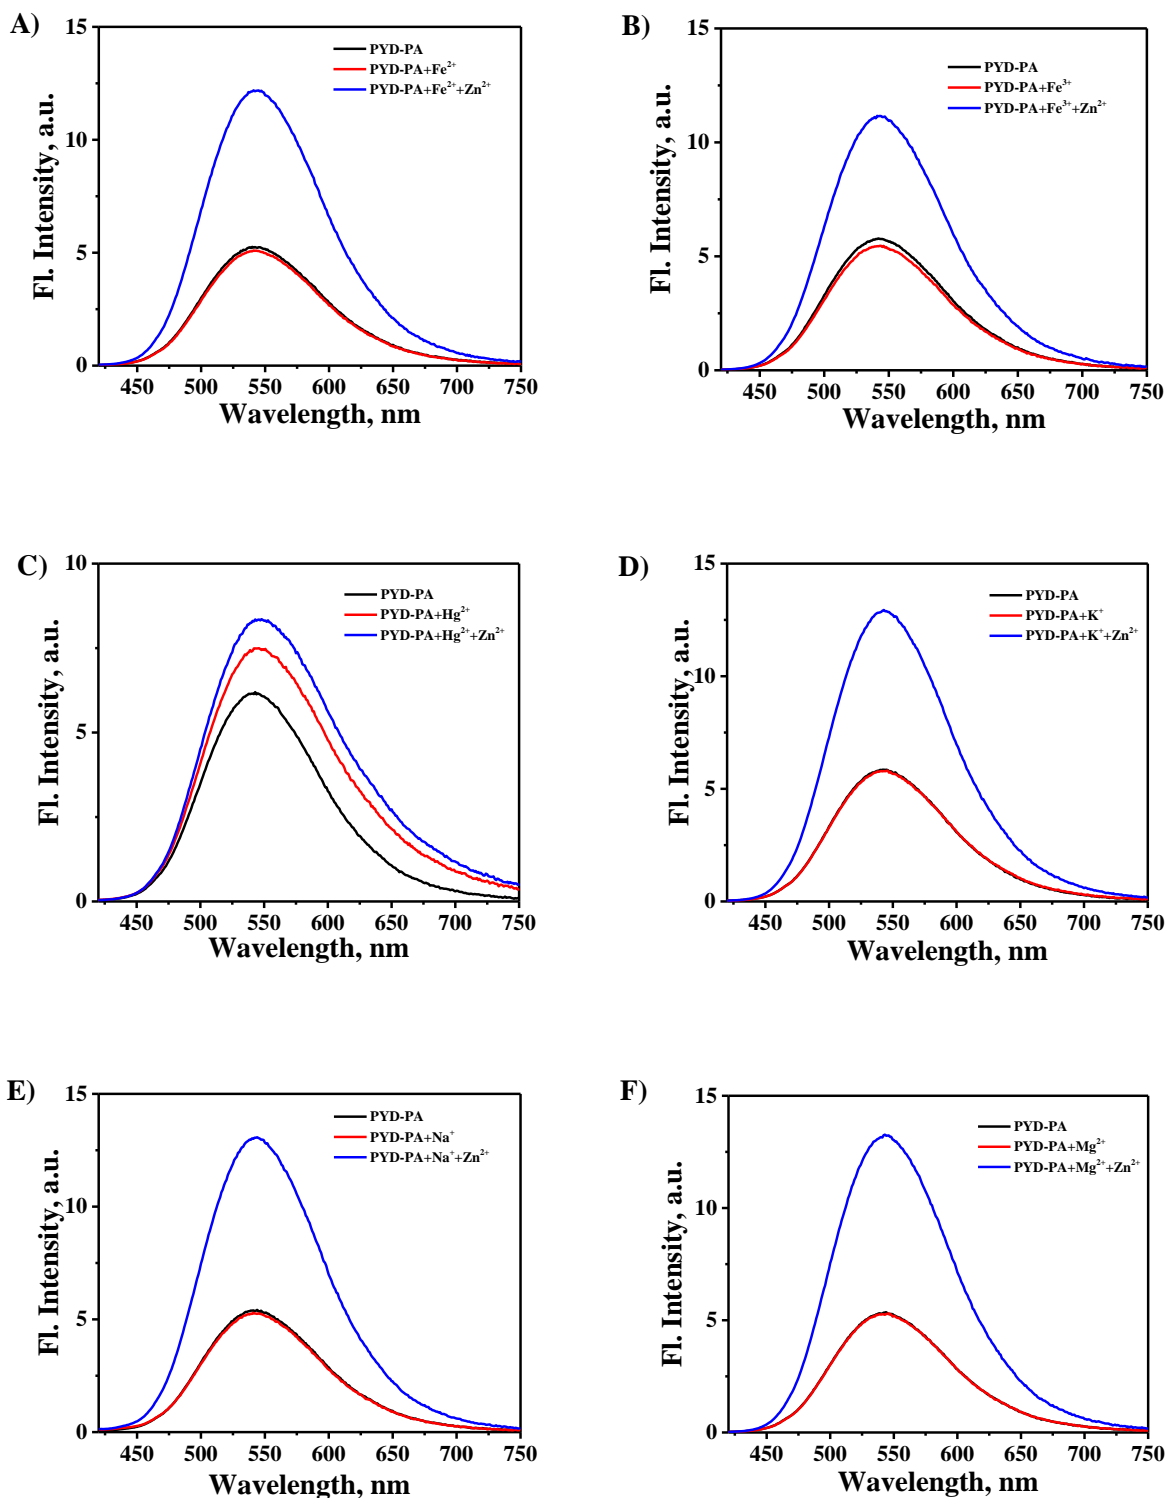 A)
15
10
5
0
Fl. Intensity, a.u.
PYD-PA
PYD-PA+Fe²⁺
PYD-PA+Fe²⁺+Zn²⁺
450 500 550 600 650 700 750
Wavelength, nm
B)
15
10
5
0
Fl. Intensity, a.u.
PYD-PA
PYD-PA+Fe³⁺
PYD-PA+Fe³⁺+Zn²⁺
450 500 550 600 650 700 750
Wavelength, nm
C)
10
5
0
Fl. Intensity, a.u.
PYD-PA
PYD-PA+Hg²⁺
PYD-PA+Hg²⁺+Zn²⁺
450 500 550 600 650 700 750
Wavelength, nm
D)
15
10
5
0
Fl. Intensity, a.u.
PYD-PA
PYD-PA+K⁺
PYD-PA+K⁺+Zn²⁺
450 500 550 600 650 700 750
Wavelength, nm
E)
15
10
5
0
Fl. Intensity, a.u.
PYD-PA
PYD-PA+Na⁺
PYD-PA+Na⁺+Zn²⁺
450 500 550 600 650 700 750
Wavelength, nm
F)
15
10
5
0
Fl. Intensity, a.u.
PYD-PA
PYD-PA+Mg²⁺
PYD-PA+Mg²⁺+Zn²⁺
450 500 550 600 650 700 750
Wavelength, nm